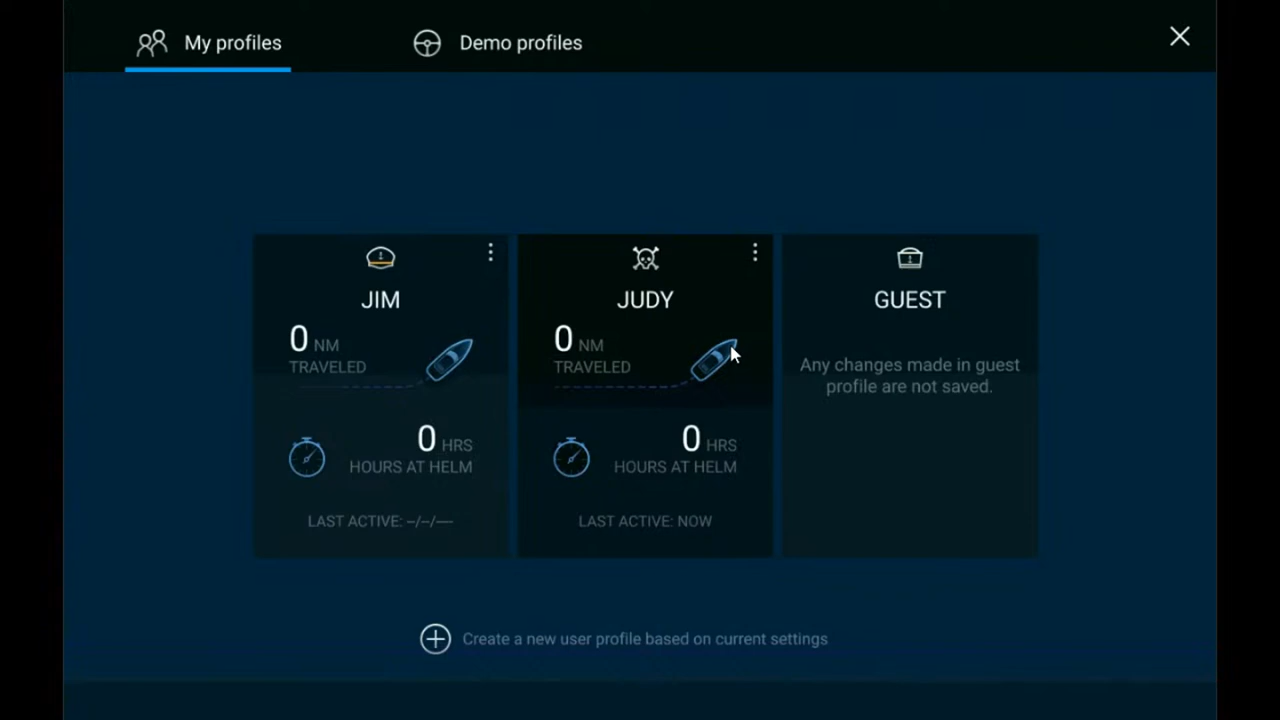 My profiles
Demo profiles
JIM
0 NM
TRAVELED
0 HRS
HOURS AT HELM
LAST ACTIVE: –/–/––
JUDY
0 NM
TRAVELED
0 HRS
HOURS AT HELM
LAST ACTIVE: NOW
GUEST
Any changes made in guest
profile are not saved.
Create a new user profile based on current settings